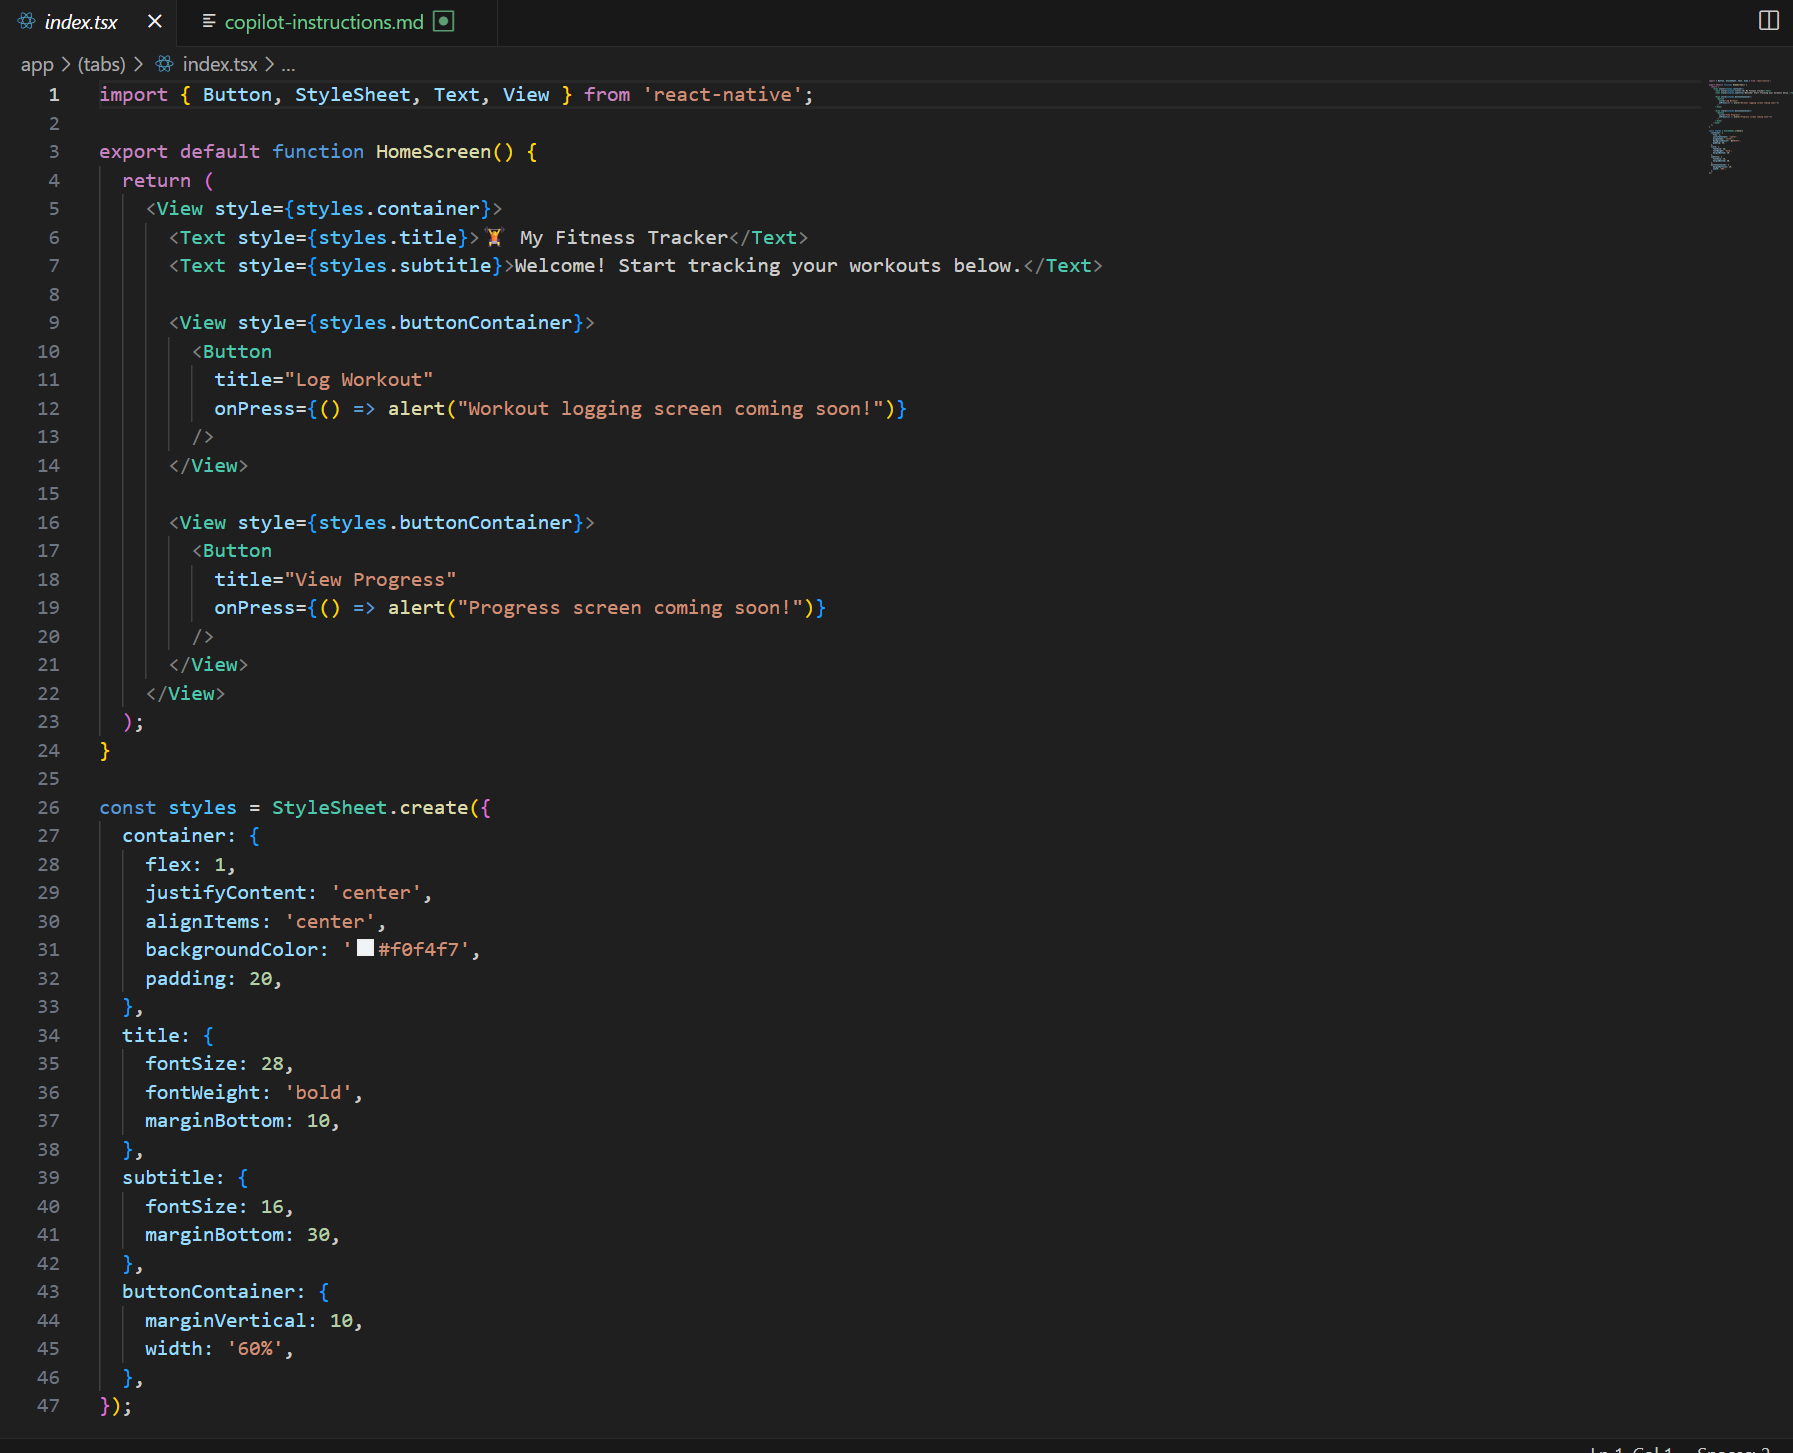 index.tsx
copilot-instructions.md
app > (tabs) > index.tsx > ...
1 import { Button, StyleSheet, Text, View } from 'react-native';
2
3 export default function HomeScreen() {
4   return (
5     <View style={styles.container}>
6       <Text style={styles.title}>🏋️ My Fitness Tracker</Text>
7       <Text style={styles.subtitle}>Welcome! Start tracking your workouts below.</Text>
8
9       <View style={styles.buttonContainer}>
10         <Button
11           title="Log Workout"
12           onPress={() => alert("Workout logging screen coming soon!")}
13         />
14       </View>
15
16       <View style={styles.buttonContainer}>
17         <Button
18           title="View Progress"
19           onPress={() => alert("Progress screen coming soon!")}
20         />
21       </View>
22     </View>
23   );
24 }
25
26 const styles = StyleSheet.create({
27   container: {
28     flex: 1,
29     justifyContent: 'center',
30     alignItems: 'center',
31     backgroundColor: '#f0f4f7',
32     padding: 20,
33   },
34   title: {
35     fontSize: 28,
36     fontWeight: 'bold',
37     marginBottom: 10,
38   },
39   subtitle: {
40     fontSize: 16,
41     marginBottom: 30,
42   },
43   buttonContainer: {
44     marginVertical: 10,
45     width: '60%',
46   },
47 });